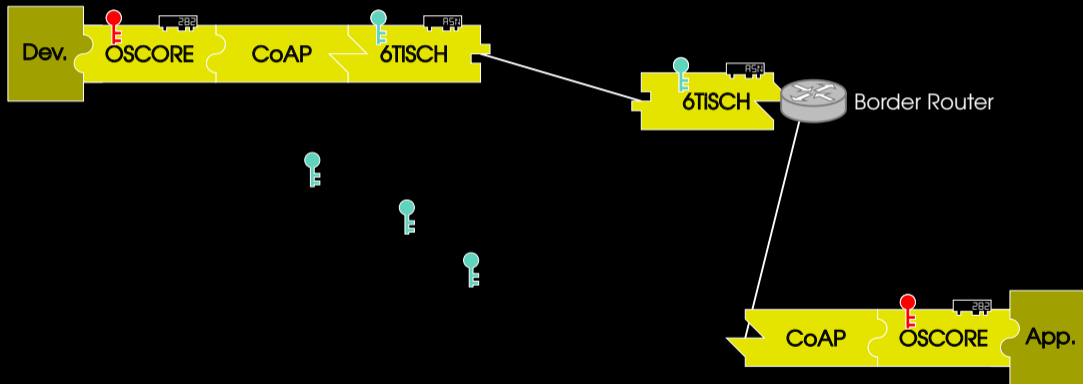 Dev.
OSCORE
282
CoAP
6TISCH
ASN
6TISCH
ASN
Border Router
CoAP
OSCORE
282
App.